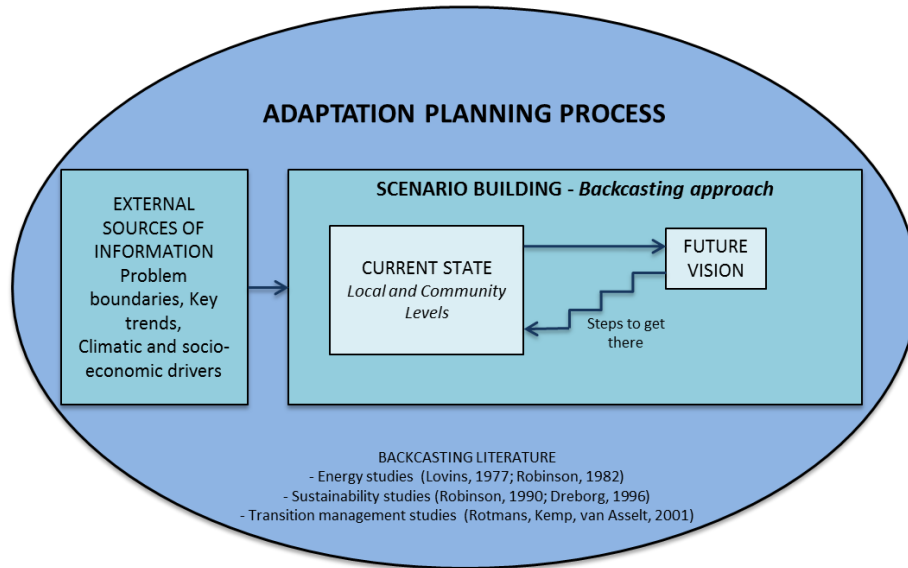 ADAPTATION PLANNING PROCESS
EXTERNAL
SOURCES OF
INFORMATION
Problem
boundaries, Key
trends,
Climatic and socio-
economic drivers
SCENARIO BUILDING - Backcasting approach
CURRENT STATE
Local and Community
Levels
FUTURE
VISION
Steps to get
there
BACKCASTING LITERATURE
- Energy studies (Lovins, 1977; Robinson, 1982)
- Sustainability studies (Robinson, 1990; Dreborg, 1996)
- Transition management studies (Rotmans, Kemp, van Asselt, 2001)